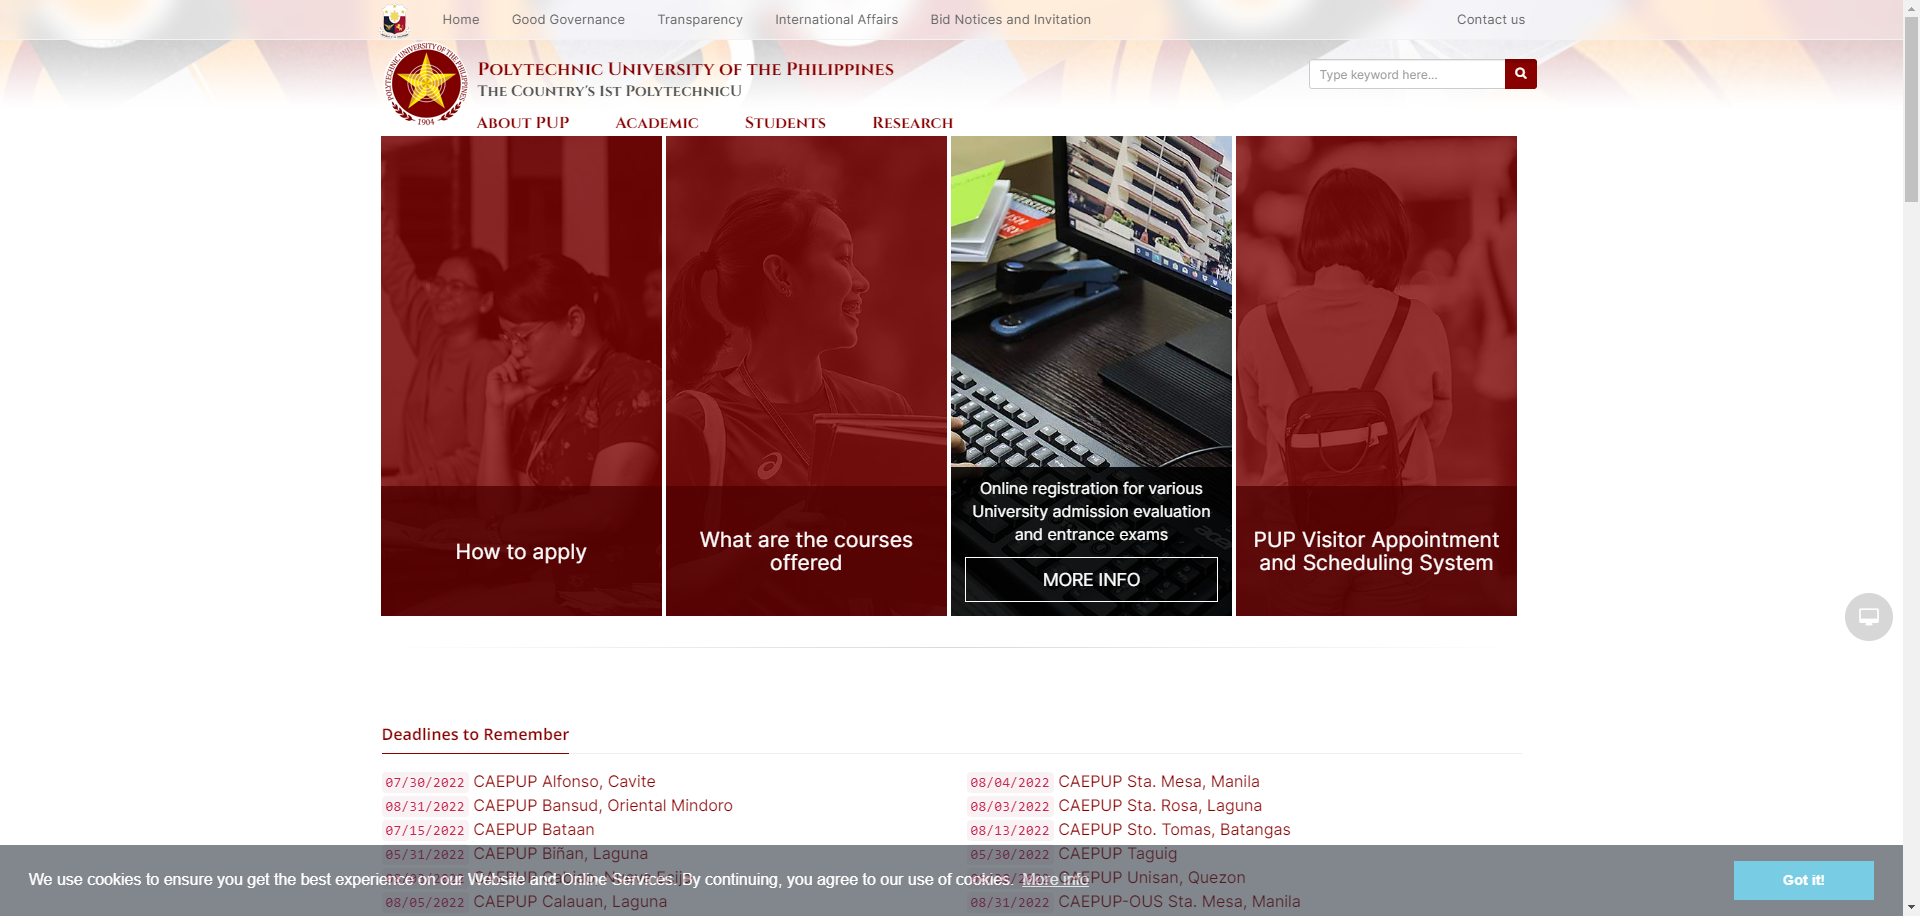 Home Good Governance Transparency International Affairs Bid Notices and Invitation Contact us
Polytechnic University of the Philippines
The Country's 1st PolytechnicU
Type keyword here...
About PUP Academic Students Research
POLYTECHNIC UNIVERSITY OF THE PHILIPPINES
1904
How to apply
What are the courses
offered
Online registration for various
University admission evaluation
and entrance exams
MORE INFO
PUP Visitor Appointment
and Scheduling System
Deadlines to Remember
07/30/2022 CAEPUP Alfonso, Cavite
08/31/2022 CAEPUP Bansud, Oriental Mindoro
07/15/2022 CAEPUP Bataan
05/31/2022 CAEPUP Biñan, Laguna
CAEPUP
08/05/2022 CAEPUP Calauan, Laguna
08/04/2022 CAEPUP Sta. Mesa, Manila
08/03/2022 CAEPUP Sta. Rosa, Laguna
08/13/2022 CAEPUP Sto. Tomas, Batangas
05/30/2022 CAEPUP Taguig
CAEPUP Unisan, Quezon
08/31/2022 CAEPUP-OUS Sta. Mesa, Manila
We use cookies to ensure you get the best experience on our Website and Online Services. By continuing, you agree to our use of cookies. More info
Got it!